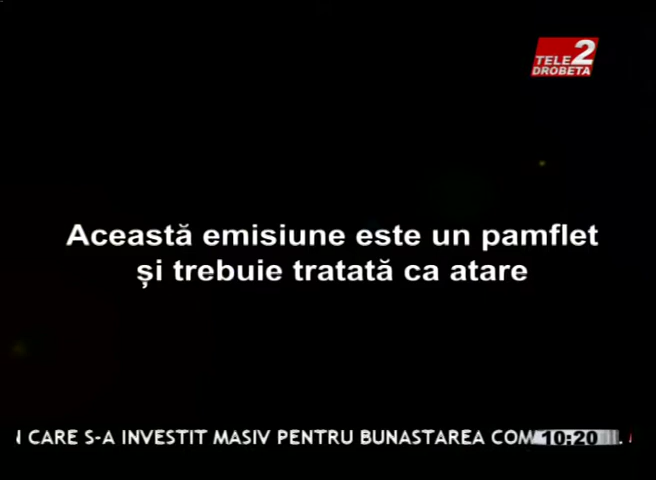 TELE 2
DROBETA
Această emisiune este un pamflet
și trebuie tratată ca atare
CARE S-A INVESTIT MASIV PENTRU BUNASTAREA 10:20